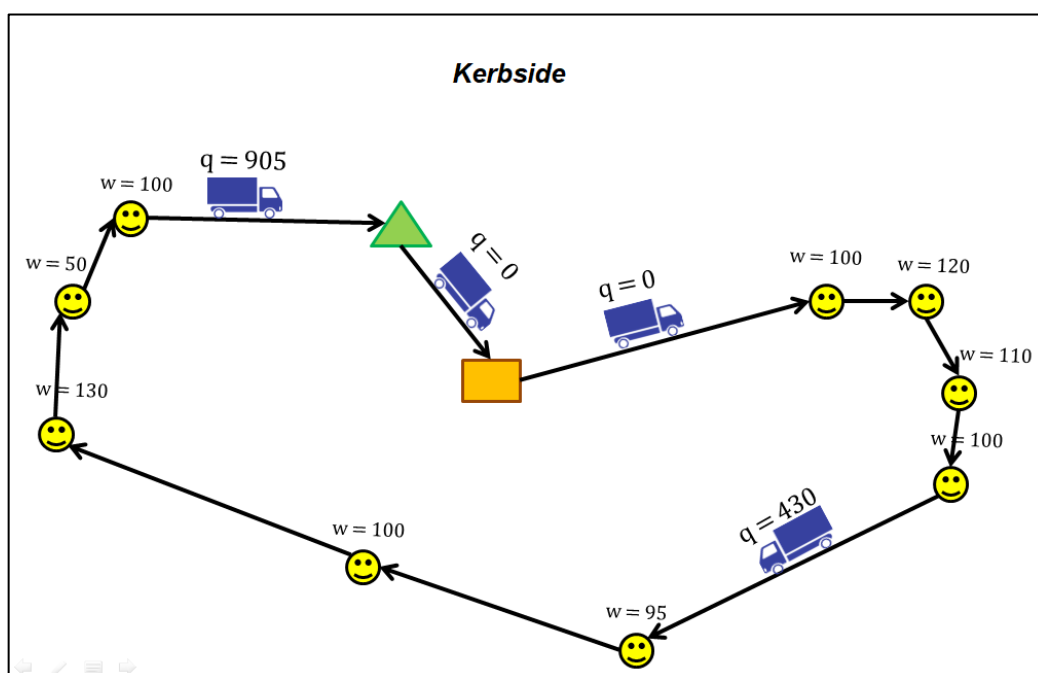 Kerbside
q = 905
w = 100
w = 50
w = 130
q = 0
q = 0
w = 100
w = 120
w = 110
w = 100
q = 430
w = 100
w = 95